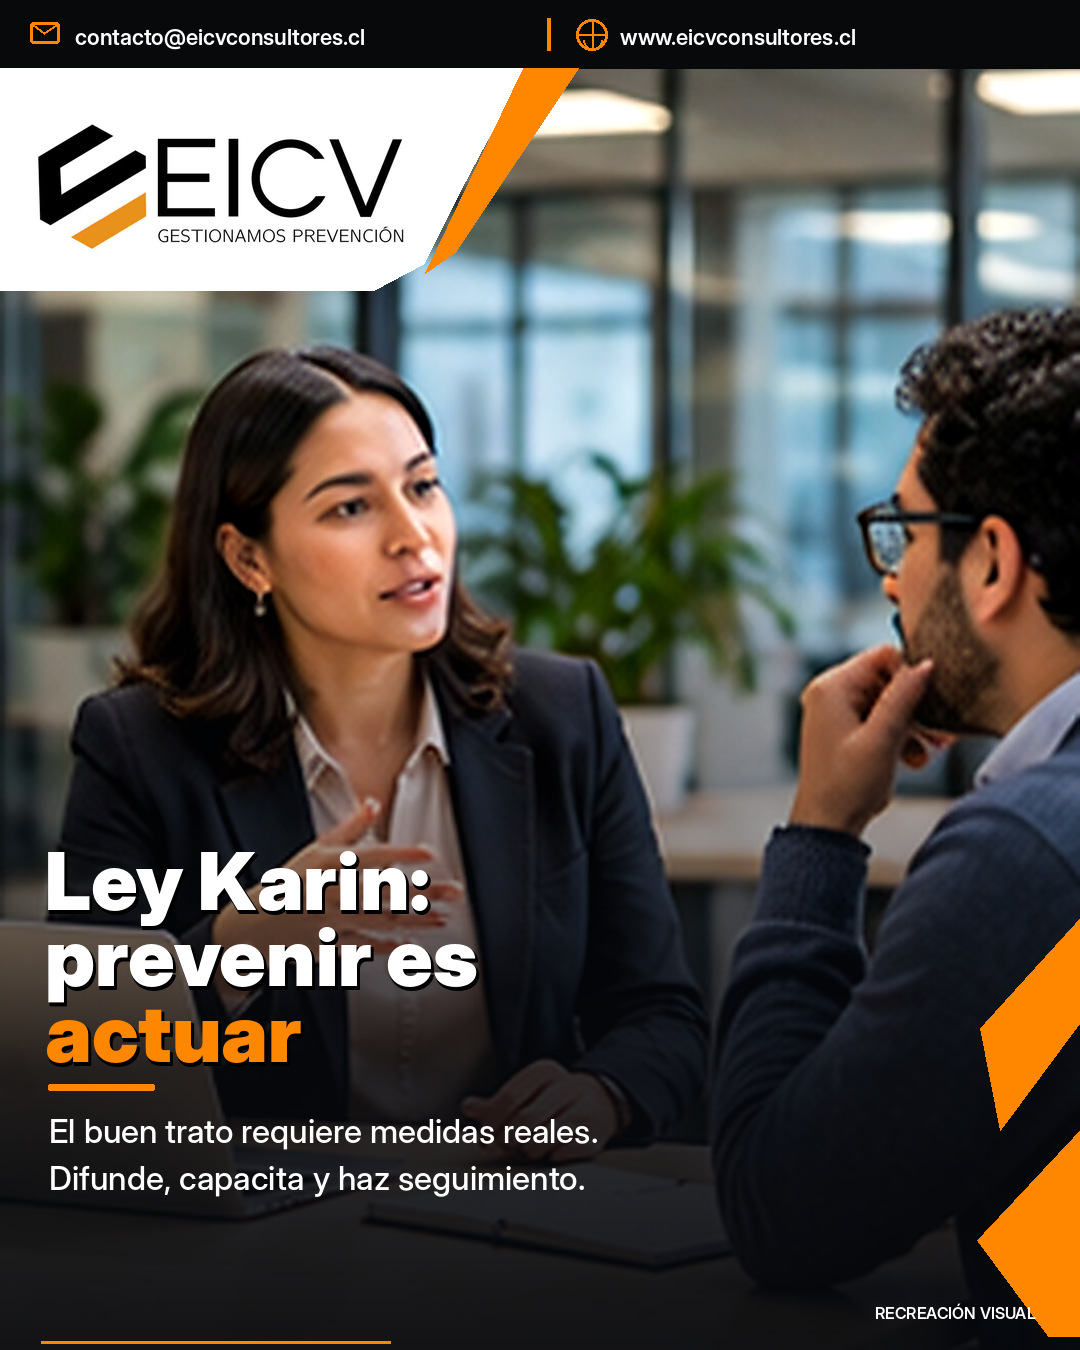 contacto@eicvconsultores.cl
www.eicvconsultores.cl
EICV
GESTIONAMOS PREVENCIÓN
Ley Karin:
prevenir es
actuar
El buen trato requiere medidas reales.
Difunde, capacita y haz seguimiento.
RECREACIÓN VISUAL